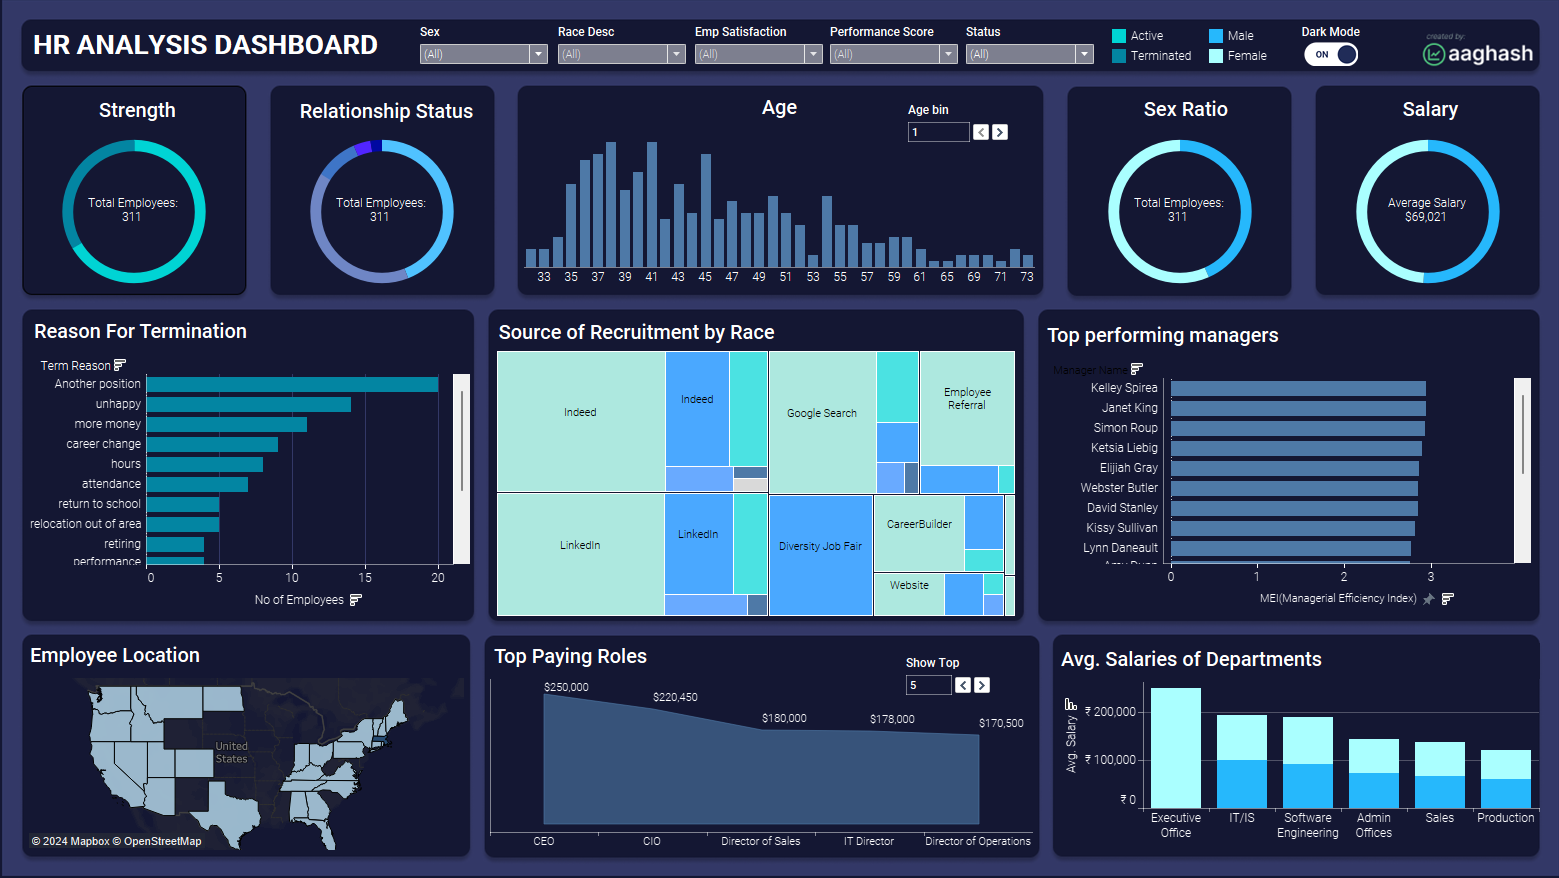 HR ANALYSIS DASHBOARD
Sex
(All)
Race Desc
(All)
Emp Satisfaction
(All)
Performance Score
(All)
Status
(All)
Active
Terminated
Male
Female
Dark Mode
ON
created by:
aaghash
Strength
Total Employees:
311
Relationship Status
Total Employees:
311
Age
Age bin
1
33 35 37 39 41 43 45 47 49 51 53 55 57 59 61 65 69 71 73
Sex Ratio
Total Employees:
311
Salary
Average Salary
$69,021
Reason For Termination
Term Reason
Another position
unhappy
more money
career change
hours
attendance
return to school
relocation out of area
retiring
performance
0 5 10 15 20
No of Employees
Source of Recruitment by Race
Indeed
Indeed
Google Search
Employee
Referral
LinkedIn
LinkedIn
Diversity Job Fair
CareerBuilder
Website
Top performing managers
Manager Name
Kelley Spirea
Janet King
Simon Roup
Ketsia Liebig
Elijiah Gray
Webster Butler
David Stanley
Kissy Sullivan
Lynn Daneault
Amy Dunn
0 1 2 3
MEI(Managerial Efficiency Index)
Employee Location
United
States
© 2024 Mapbox © OpenStreetMap
Top Paying Roles
Show Top
5
$250,000
$220,450
$180,000
$178,000
$170,500
CEO
CIO
Director of Sales
IT Director
Director of Operations
Avg. Salaries of Departments
Avg. Salary
₹ 200,000
₹ 100,000
₹ 0
Executive
Office
IT/IS
Software
Engineering
Admin
Offices
Sales
Production